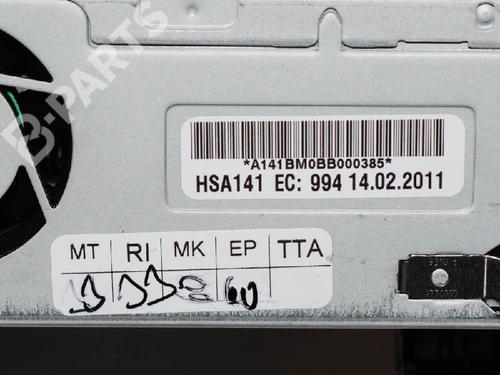 B-PARTS
*A141BM0BB000385*
HSA141 EC: 994 14.02.2011
MT RI MK EP TTA